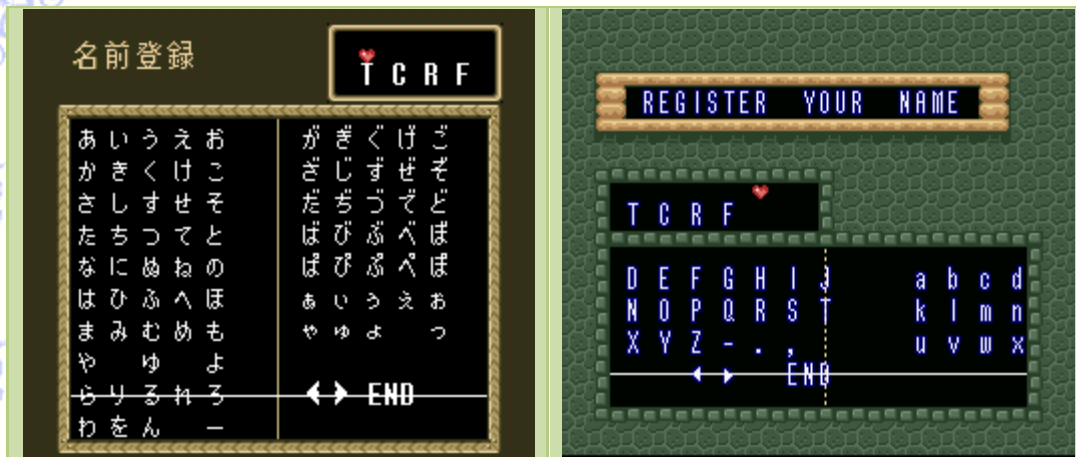 名前登録
T C R F
あ い う え お
か き く け こ
さ し す せ そ
た ち つ て と
な に ぬ ね の
は ひ ふ へ ほ
ま み む め も
や ゆ よ
ら り る れ ろ
わ を ん ー
が ぎ ぐ げ ご
ざ じ ず ぜ ぞ
だ ぢ づ で ど
ば び ぶ べ ぼ
ぱ ぴ ぷ ぺ ぽ
ぁ ぃ ぅ ぇ ぉ
ゃ ゅ ょ っ
END
REGISTER YOUR NAME
T C R F
D E F G H I J a b c d
N O P Q R S T k l m n
X Y Z - . , u v w x
END